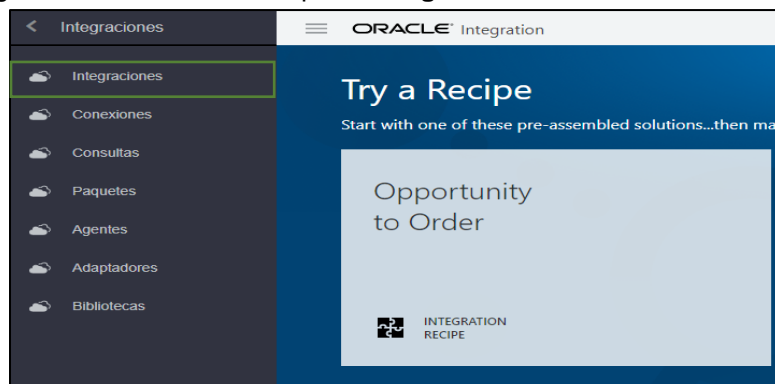 Integraciones
Integraciones
Conexiones
Consultas
Paquetes
Agentes
Adaptadores
Bibliotecas
ORACLE Integration
Try a Recipe
Start with one of these pre-assembled solutions...then ma
Opportunity
to Order
INTEGRATION
RECIPE